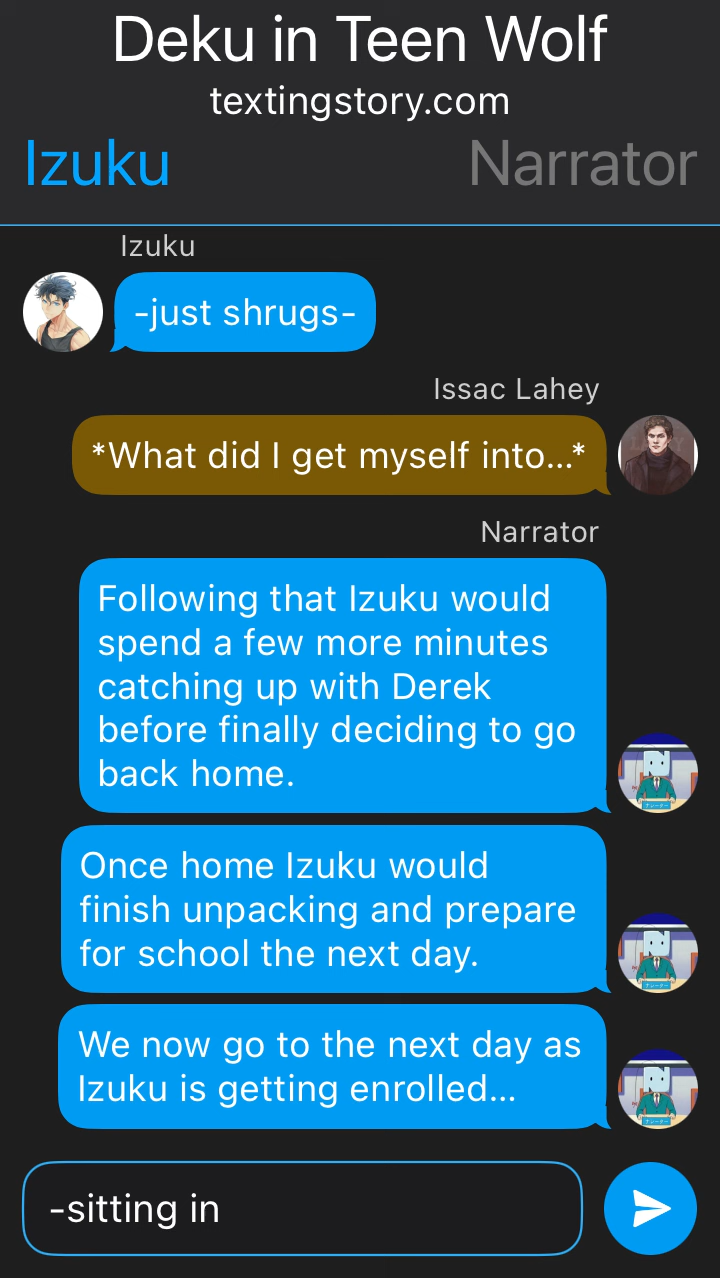 Deku in Teen Wolf
textingstory.com
Izuku
Narrator
Izuku
-just shrugs-
Issac Lahey
*What did I get myself into...*
Narrator
Following that Izuku would
spend a few more minutes
catching up with Derek
before finally deciding to go
back home.
Once home Izuku would
finish unpacking and prepare
for school the next day.
We now go to the next day as
Izuku is getting enrolled...
-sitting in